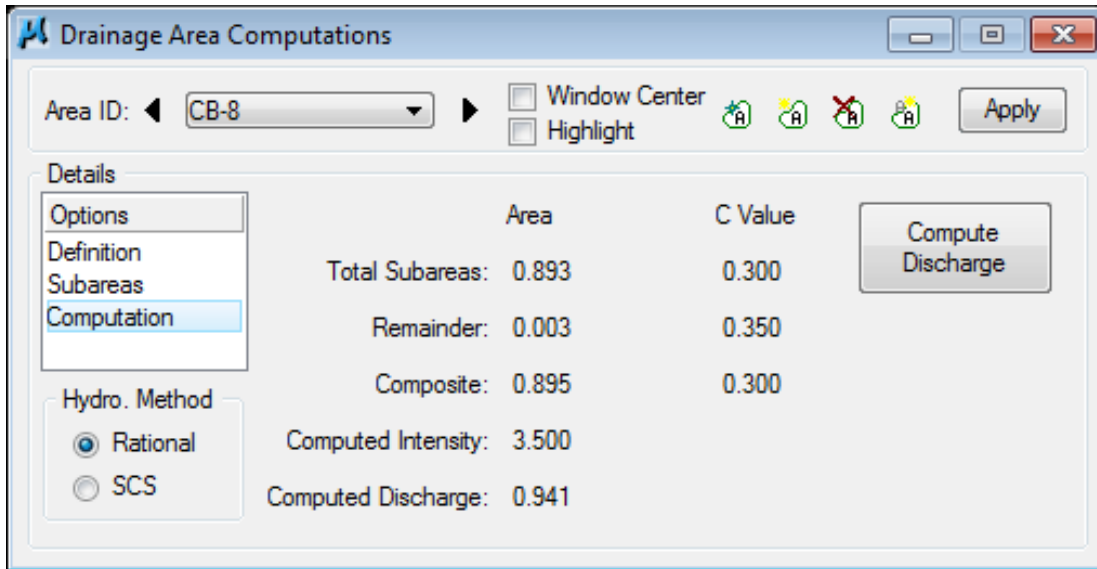 Drainage Area Computations
Area ID: CB-8 Window Center Apply
Highlight
Details
Options Area C Value Compute Discharge
Definition
Subareas Total Subareas: 0.893 0.300
Computation
Remainder: 0.003 0.350
Composite: 0.895 0.300
Hydro. Method
Rational Computed Intensity: 3.500
SCS Computed Discharge: 0.941